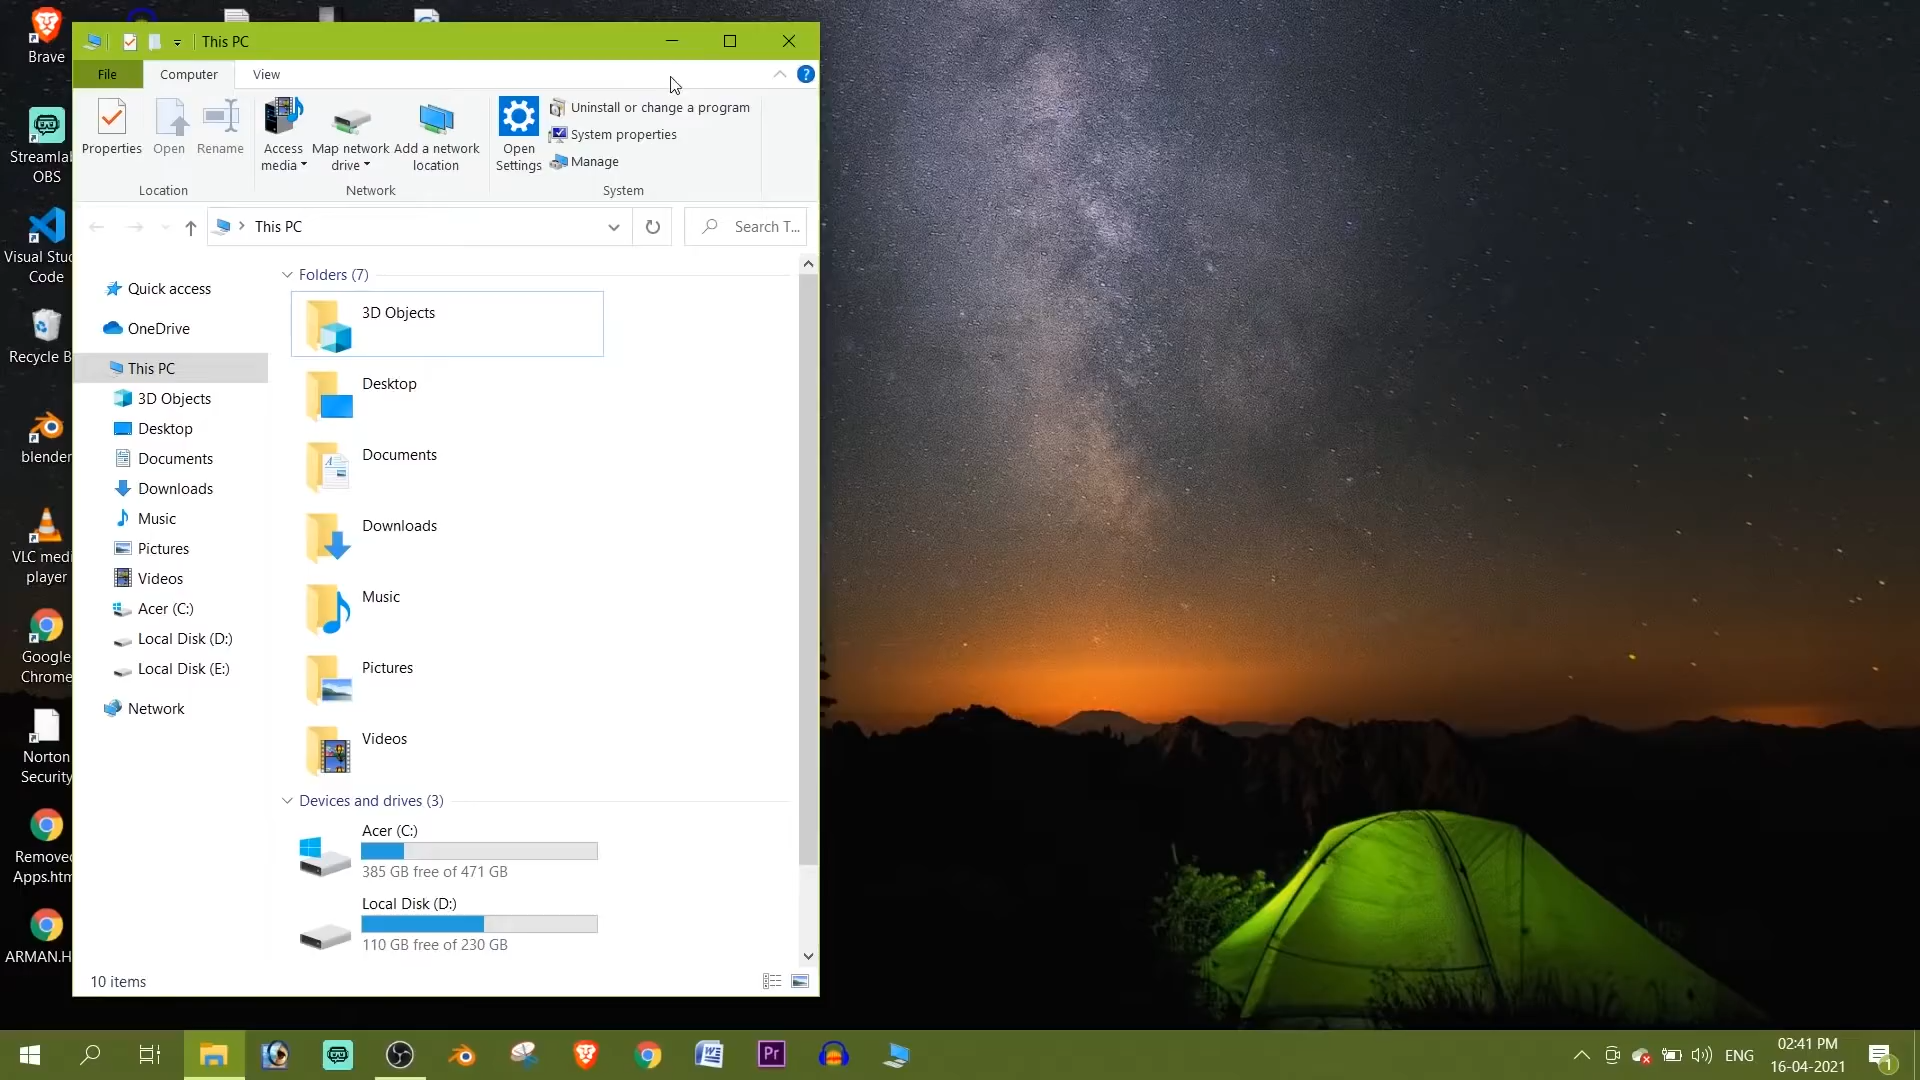 Brave
Streamla
OBS
Visual Stu
Code
Recycle B
blender
VLC medi
player
Google
Chrome
Norton
Security
Remove
Apps.htm
ARMAN.H
This PC
File
Computer
View
Properties
Open
Rename
Access
media
Map network
drive
Add a network
location
Open
Settings
Uninstall or change a program
System properties
Manage
Location
Network
System
This PC
Search T...
Quick access
OneDrive
This PC
3D Objects
Desktop
Documents
Downloads
Music
Pictures
Videos
Acer (C:)
Local Disk (D:)
Local Disk (E:)
Network
Folders (7)
3D Objects
Desktop
Documents
Downloads
Music
Pictures
Videos
Devices and drives (3)
Acer (C:)
385 GB free of 471 GB
Local Disk (D:)
110 GB free of 230 GB
10 items
Pr
ENG
02:41 PM
16-04-2021
1